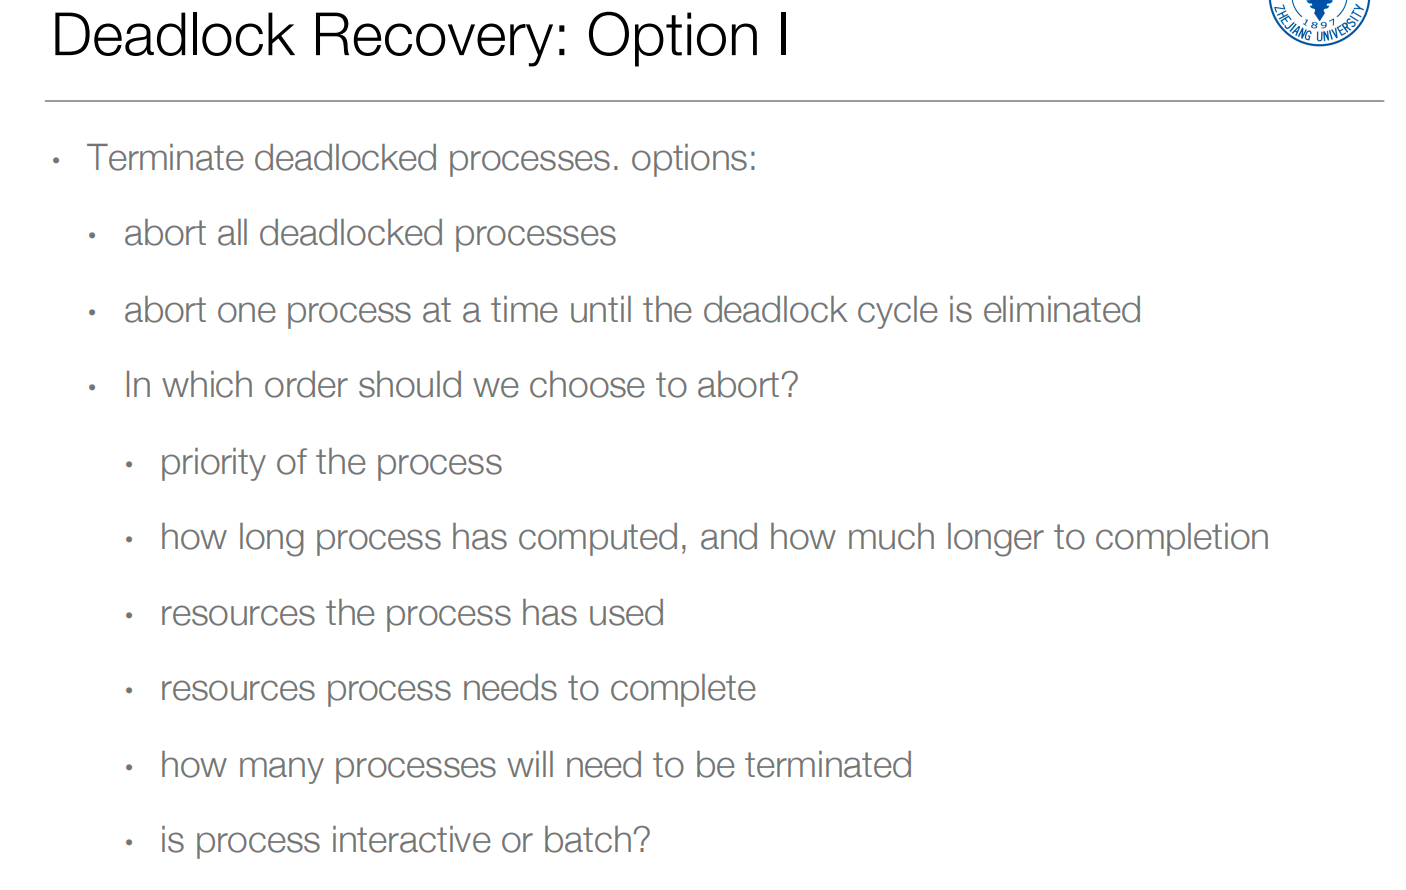 Deadlock Recovery: Option I
ZHEJIANG UNIVERSITY
1897
• Terminate deadlocked processes. options:
• abort all deadlocked processes
• abort one process at a time until the deadlock cycle is eliminated
• In which order should we choose to abort?
• priority of the process
• how long process has computed, and how much longer to completion
• resources the process has used
• resources process needs to complete
• how many processes will need to be terminated
• is process interactive or batch?